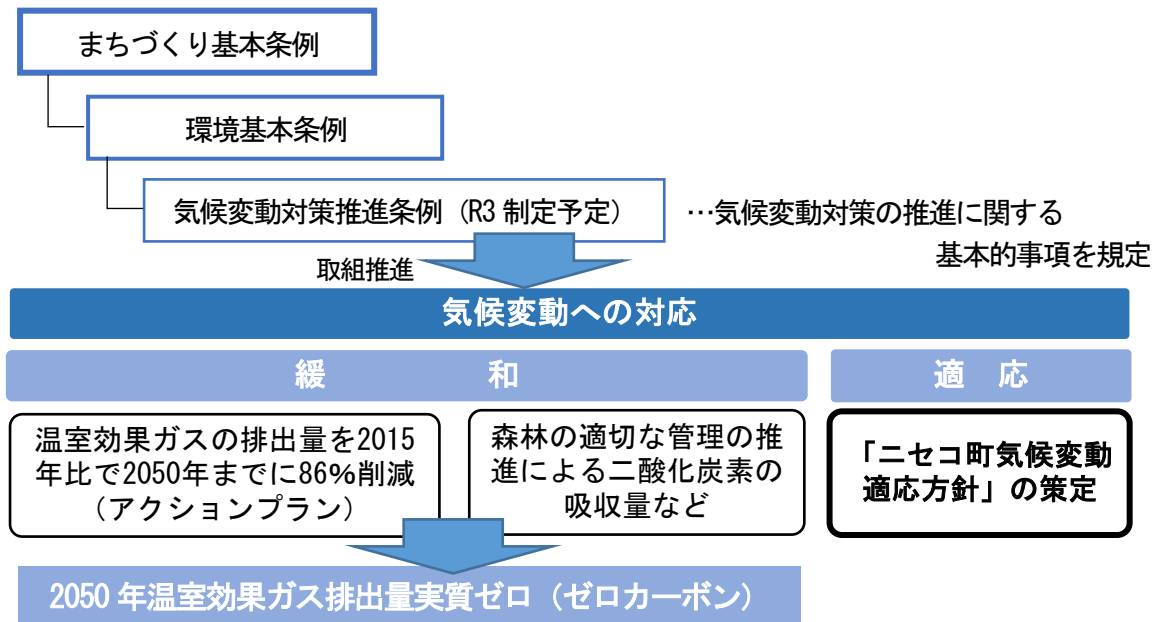 まちづくり基本条例
環境基本条例
気候変動対策推進条例（R3 制定予定）
…気候変動対策の推進に関する
基本的事項を規定
取組推進
気候変動への対応
緩　和
適　応
温室効果ガスの排出量を2015
年比で2050年までに86％削減
（アクションプラン）
森林の適切な管理の推
進による二酸化炭素の
吸収量など
「ニセコ町気候変動
適応方針」の策定
2050 年温室効果ガス排出量実質ゼロ（ゼロカーボン）